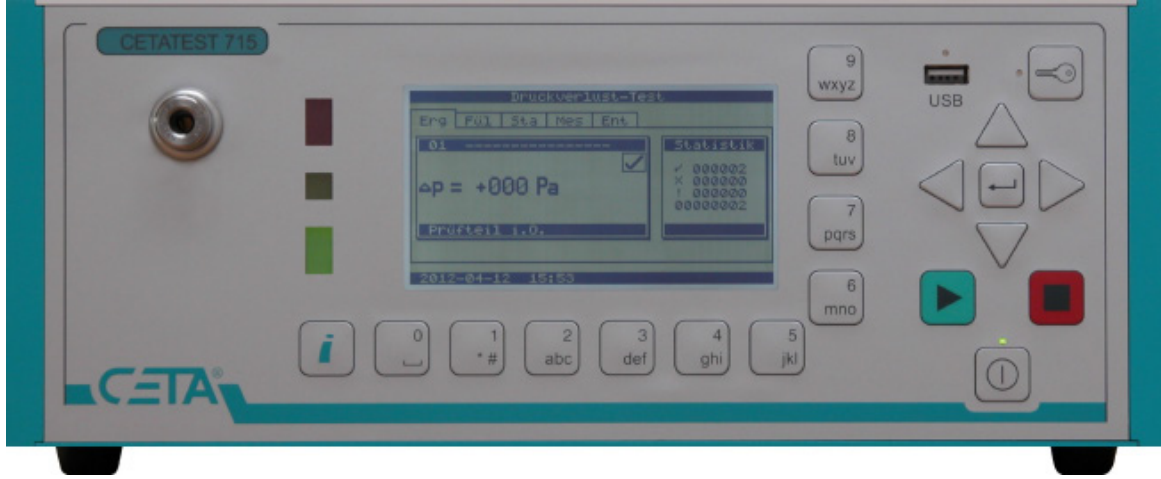 CETATEST 715
Druckverlust-Test
Erg Fül Sta Mes Ent
01 ----------------
Δp = +000 Pa
Prüfteil i.O.
Statistik
✓ 000002
× 000000
! 000000
00000002
2012-04-12 15:53
9
wxyz
8
tuv
7
pqrs
6
mno
USB
i
0
⎵
1
* #
2
abc
3
def
4
ghi
5
jkl
CETA®